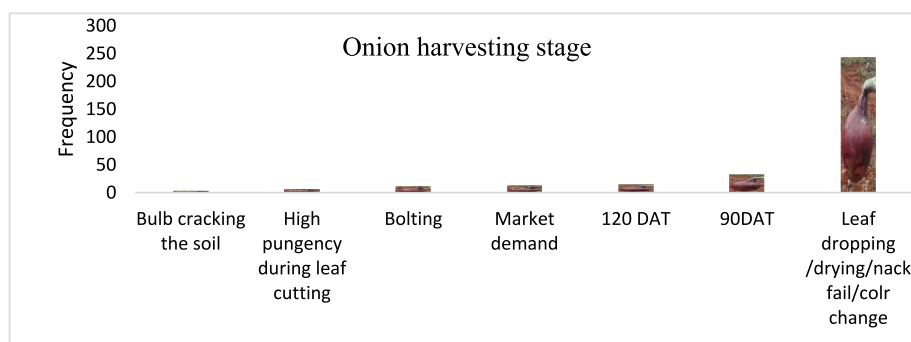 Onion harvesting stage
Frequency
300
250
200
150
100
50
0
Bulb cracking
the soil
High
pungency
during leaf
cutting
Bolting
Market
demand
120 DAT
90DAT
Leaf
dropping
/drying/nack
fail/colr
change